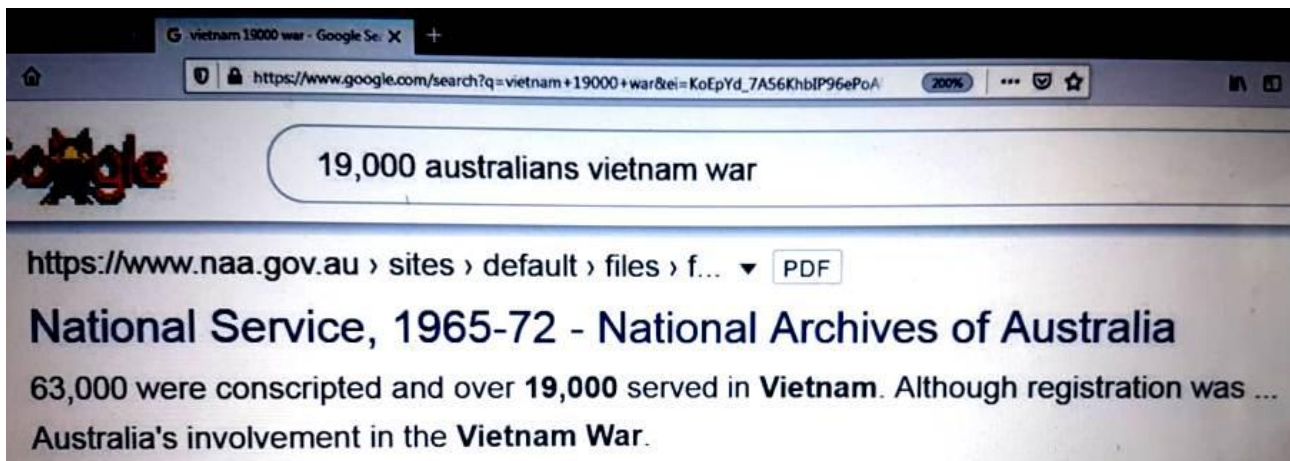 G vietnam 19000 war - Google Se. X +
https://www.google.com/search?q=vietnam+19000+war&ei=KoEpYd_7A56KhbIP96ePoA 200% ...
oogle
19,000 australians vietnam war
https://www.naa.gov.au › sites › default › files › f... ▼ PDF
National Service, 1965-72 - National Archives of Australia
63,000 were conscripted and over 19,000 served in Vietnam. Although registration was ...
Australia's involvement in the Vietnam War.